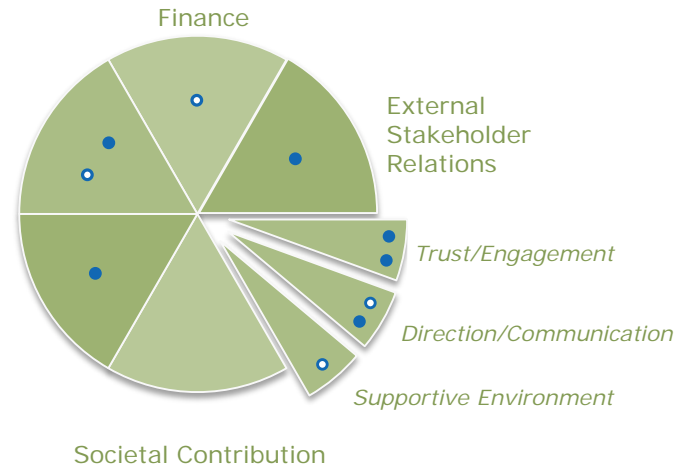 Finance
External
Stakeholder
Relations
Trust/Engagement
Direction/Communication
Supportive Environment
Societal Contribution